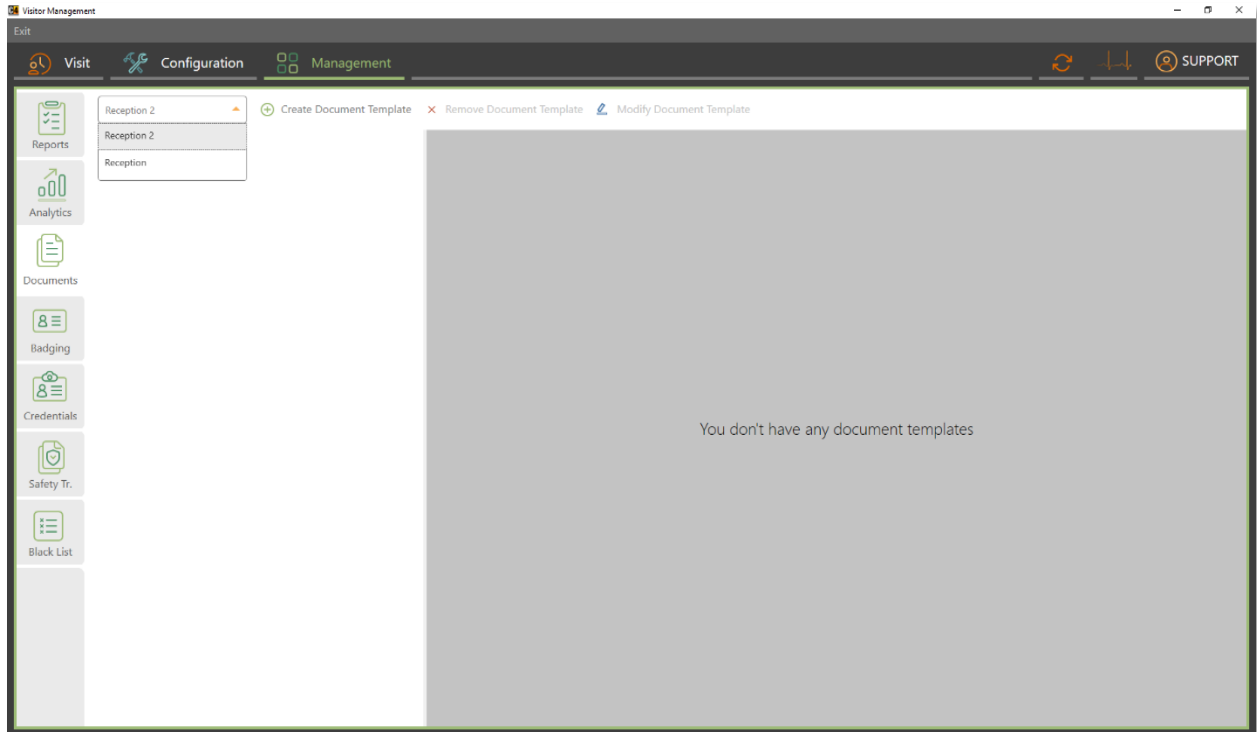 Visitor Management
Exit
Visit Configuration Management SUPPORT
Reception 2 Create Document Template Remove Document Template Modify Document Template
Reception 2
Reception
Reports
Analytics
Documents
Badging
Credentials
Safety Tr.
Black List
You don't have any document templates